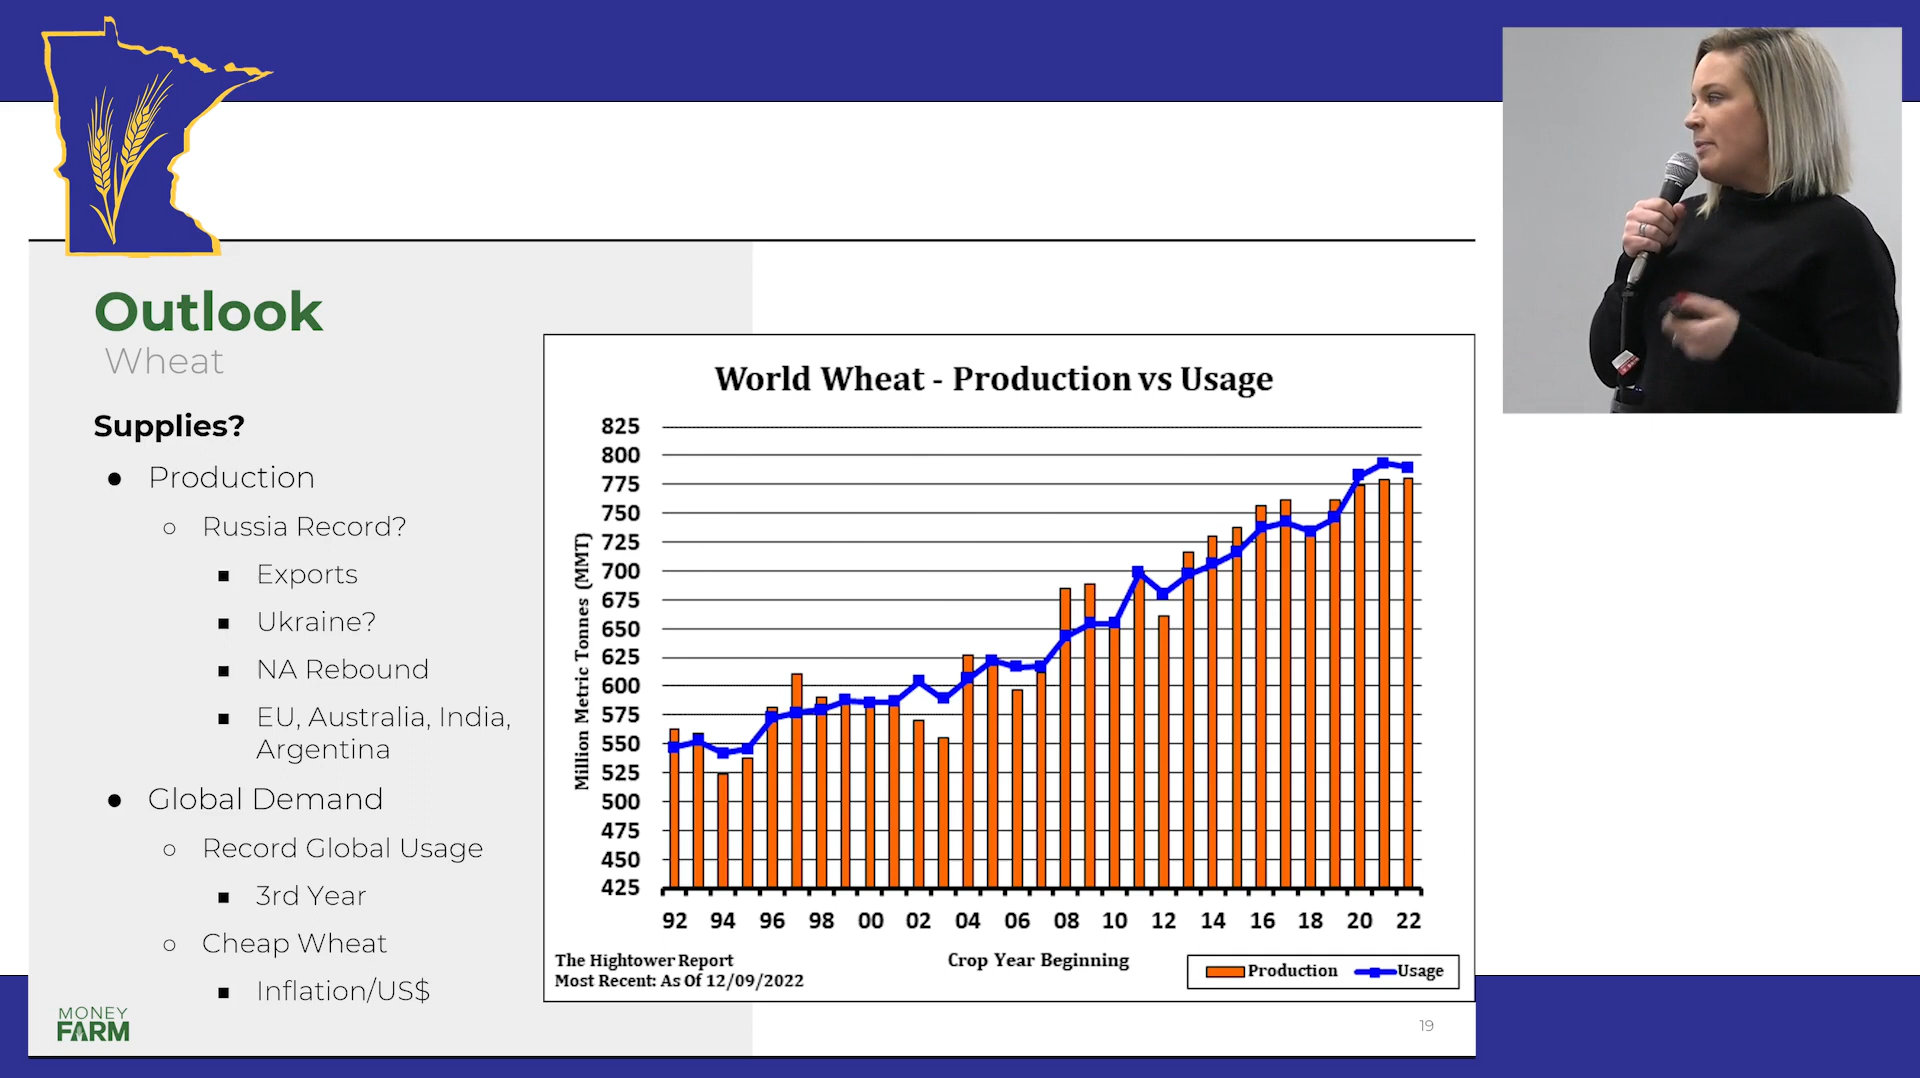 Outlook
Wheat
Supplies?
● Production
○ Russia Record?
■ Exports
■ Ukraine?
■ NA Rebound
■ EU, Australia, India,
Argentina
● Global Demand
○ Record Global Usage
■ 3rd Year
○ Cheap Wheat
■ Inflation/US$
MONEY
FARM
World Wheat - Production vs Usage
Million Metric Tonnes (MMT)
825
800
775
750
725
700
675
650
625
600
575
550
525
500
475
450
425
92 94 96 98 00 02 04 06 08 10 12 14 16 18 20 22
Crop Year Beginning
The Hightower Report
Most Recent: As Of 12/09/2022
Production Usage
19